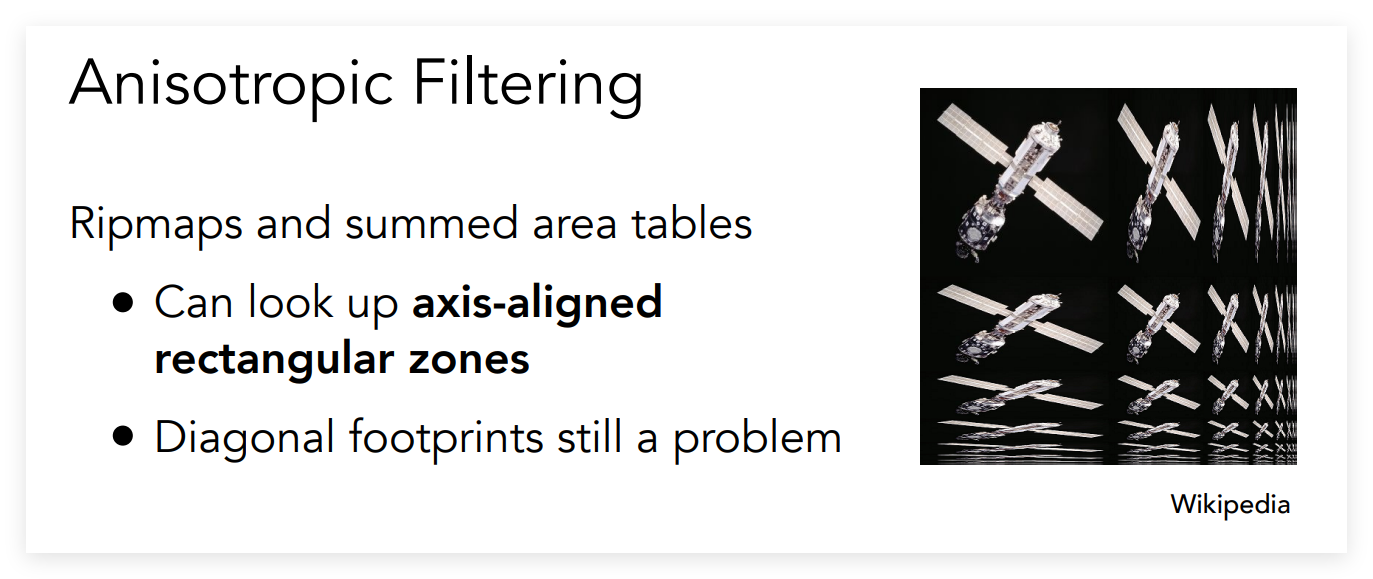 Anisotropic Filtering
Ripmaps and summed area tables
● Can look up axis-aligned
rectangular zones
● Diagonal footprints still a problem
Wikipedia